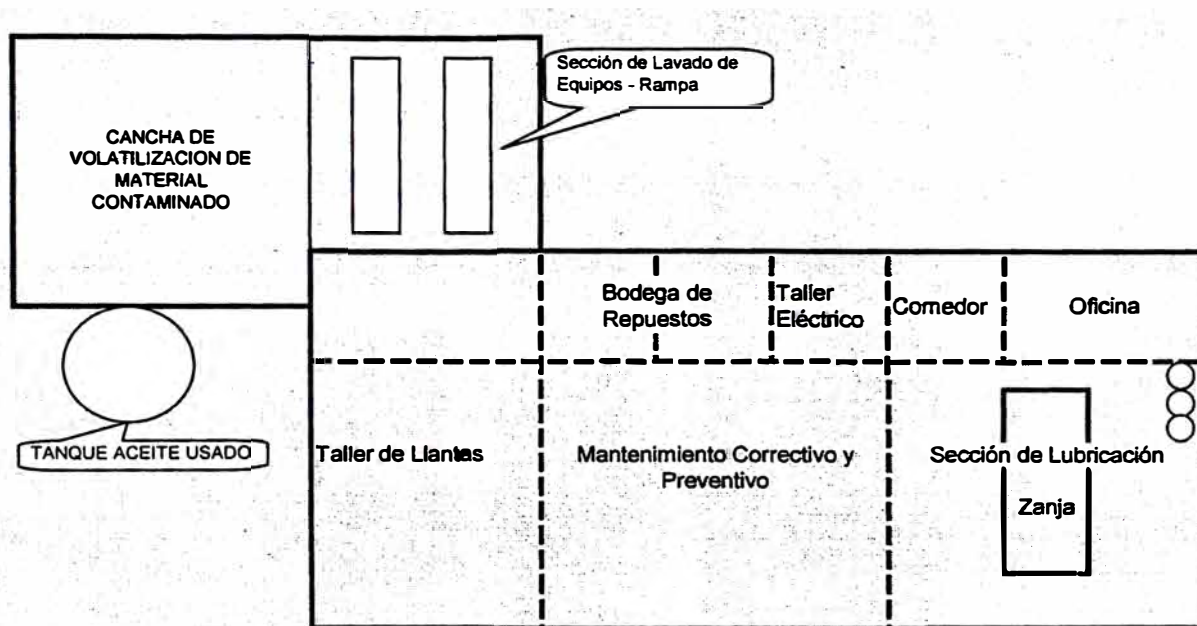 Sección de Lavado de
Equipos - Rampa
CANCHA DE
VOLATILIZACION DE
MATERIAL
CONTAMINADO
Bodega de
Repuestos
Taller
Eléctrico
Comedor
Oficina
TANQUE ACEITE USADO
Taller de Llantas
Mantenimiento Correctivo y
Preventivo
Sección de Lubricación
Zanja